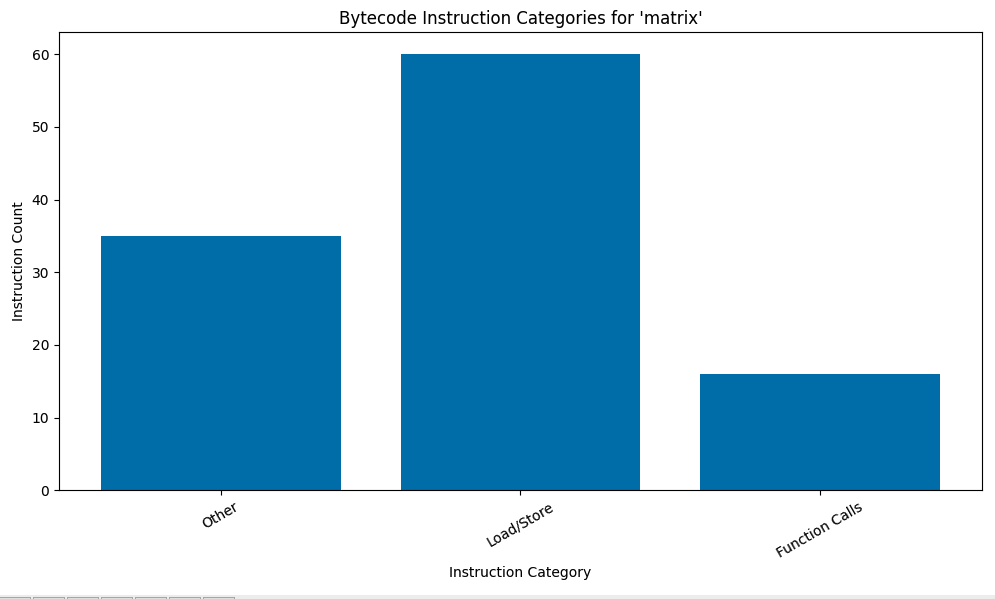 Bytecode Instruction Categories for 'matrix'
60
50
40
30
20
10
0
Instruction Count
Other
Load/Store
Function Calls
Instruction Category